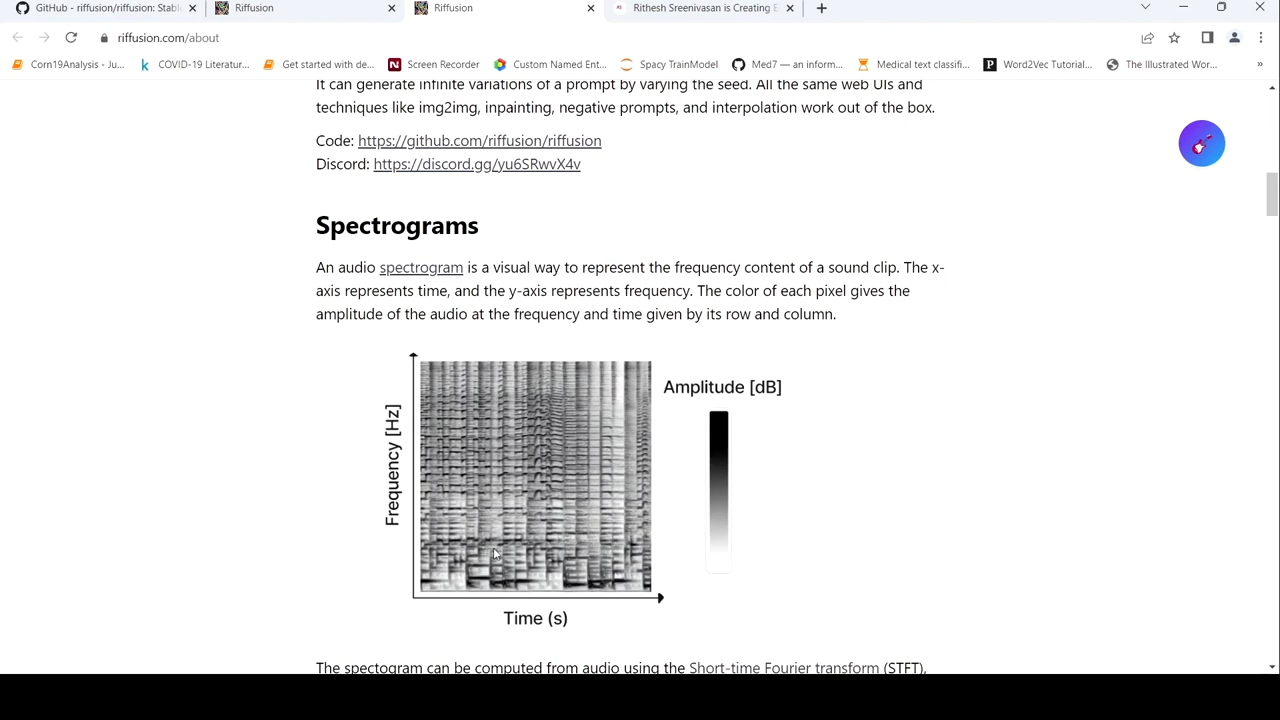 GitHub - riffusion/riffusion: Stabl
Riffusion
Riffusion
Rithesh Sreenivasan is Creating E
riffusion.com/about
Corn19Analysis - Ju...
COVID-19 Literatur...
Get started with de...
Screen Recorder
Custom Named Ent...
Spacy TrainModel
Med7 — an inform...
Medical text classifi...
Word2Vec Tutorial...
The Illustrated Wor...
»
It can generate infinite variations of a prompt by varying the seed. All the same web UIs and
techniques like img2img, inpainting, negative prompts, and interpolation work out of the box.
Code: https://github.com/riffusion/riffusion
Discord: https://discord.gg/yu6SRwvX4v
Spectrograms
An audio spectrogram is a visual way to represent the frequency content of a sound clip. The x-
axis represents time, and the y-axis represents frequency. The color of each pixel gives the
amplitude of the audio at the frequency and time given by its row and column.
Amplitude [dB]
Frequency [Hz]
Time (s)
The spectogram can be computed from audio using the Short-time Fourier transform (STFT),